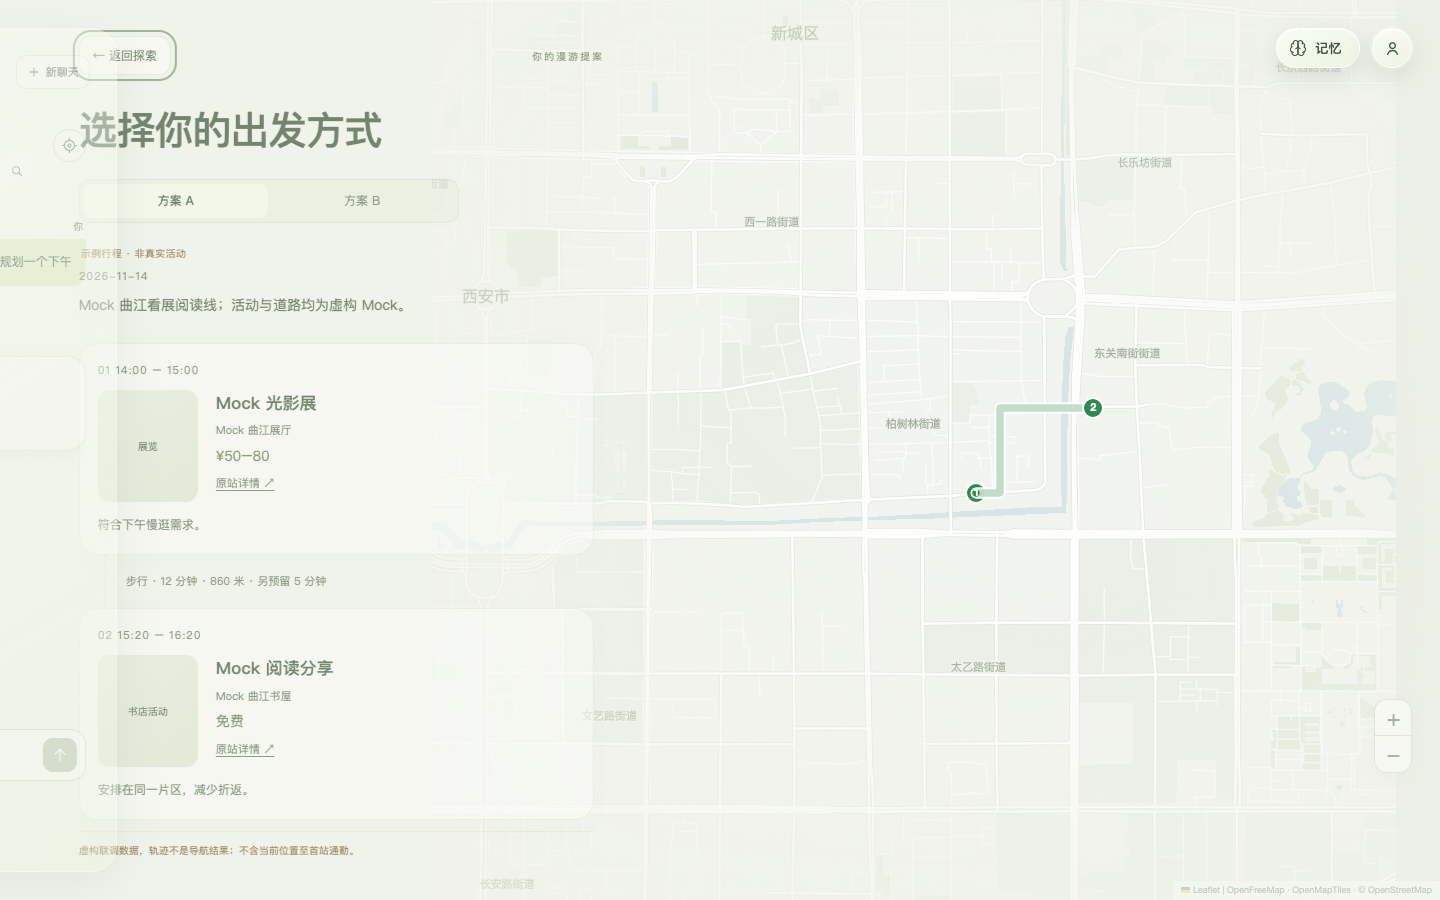 ← 返回探索
+ 新聊天
你的漫游提案
选择你的出发方式
方案 A
方案 B
你
规划一个下午
示例行程 · 非真实活动
2026-11-14
Mock 曲江看展阅读线；活动与道路均为虚构 Mock。
01 14:00 — 15:00
展览
Mock 光影展
Mock 曲江展厅
¥50—80
原站详情 ↗
符合下午慢逛需求。
步行 · 12 分钟 · 860 米 · 另预留 5 分钟
02 15:20 — 16:20
书店活动
Mock 阅读分享
Mock 曲江书屋
免费
原站详情 ↗
安排在同一片区，减少折返。
虚构联调数据，轨迹不是导航结果；不含当前位置至首站通勤。
新城区
记忆
长乐坊街道
西一路街道
西安市
东关南街街道
2
柏树林街道
1
太乙路街道
文艺路街道
长安路街道
+
−
Leaflet | OpenFreeMap · OpenMapTiles · © OpenStreetMap